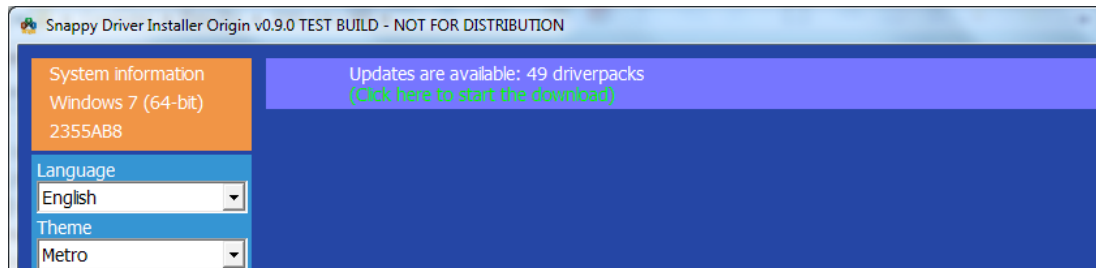 Snappy Driver Installer Origin v0.9.0 TEST BUILD - NOT FOR DISTRIBUTION
System information
Windows 7 (64-bit)
2355AB8
Updates are available: 49 driverpacks
(Click here to start the download)
Language
English
Theme
Metro